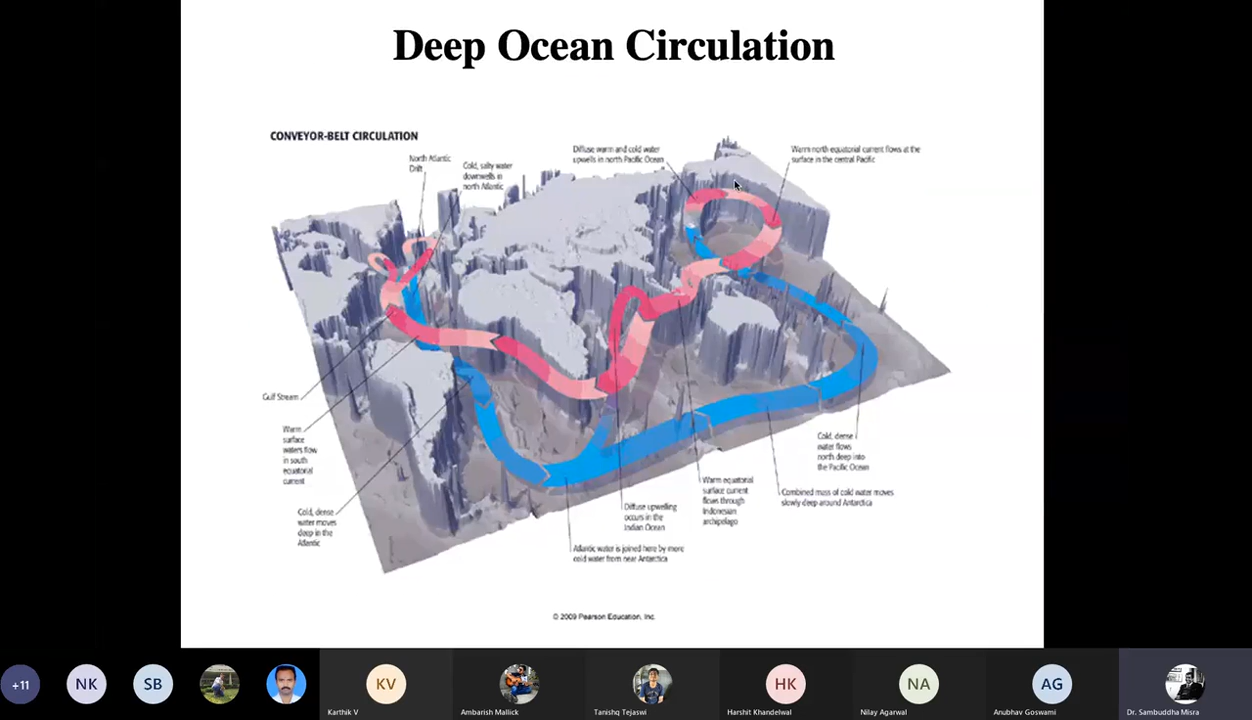 Deep Ocean Circulation
CONVEYOR-BELT CIRCULATION
North Atlantic
Drift
Cold, salty water
downwells in
north Atlantic
Diffuse warm and cold water
upwells in north Pacific Ocean
Warm north equatorial current flows at the
surface in the central Pacific
Gulf Stream
Warm
surface
waters flow
in south
equatorial
current
Cold, dense
water moves
deep in the
Atlantic
Atlantic water is joined here by more
cold water from near Antarctica
Diffuse upwelling
occurs in the
Indian Ocean
Warm equatorial
surface current
flows through
Indonesian
archipelago
Combined mass of cold water moves
slowly deep around Antarctica
Cold, dense
water flows
north deep into
the Pacific Ocean
© 2009 Pearson Education, Inc.
+11
NK
SB
KV
HK
NA
AG
Karthik V
Ambarish Mallick
Tanishq Tejaswi
Harshit Khandelwal
Nilay Agarwal
Anubhav Goswami
Dr. Sambuddha Misra